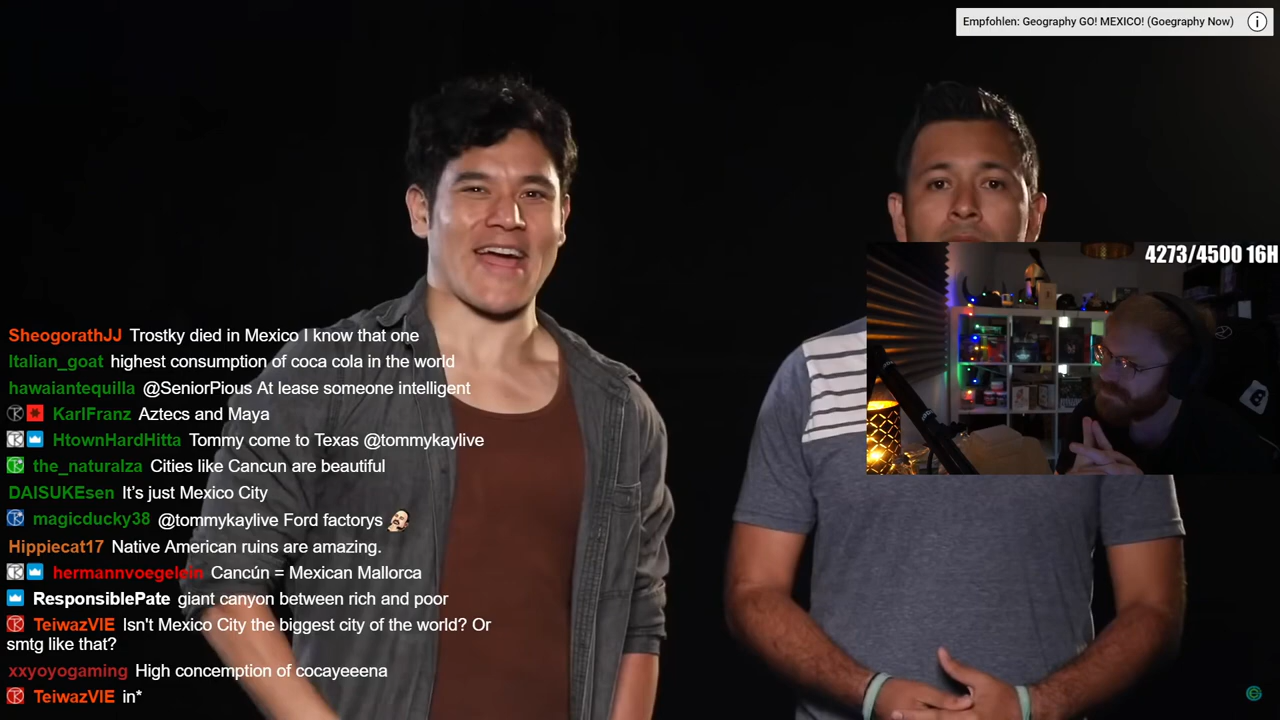 Empfohlen: Geography GO! MEXICO! (Goegraphy Now)
4273/4500 16H
SheogorathJJ Trostky died in Mexico I know that one
Italian_goat highest consumption of coca cola in the world
hawaiantequilla @SeniorPious At lease someone intelligent
KarlFranz Aztecs and Maya
HtownHardHitta Tommy come to Texas @tommykaylive
the_naturalza Cities like Cancun are beautiful
DAISUKEsen It's just Mexico City
magicducky38 @tommykaylive Ford factorys
Hippiecat17 Native American ruins are amazing.
hermannvoegelein Cancún = Mexican Mallorca
ResponsiblePate giant canyon between rich and poor
TeiwazVIE Isn't Mexico City the biggest city of the world? Or
smtg like that?
xxyoyogaming High concemption of cocayeeena
TeiwazVIE in*